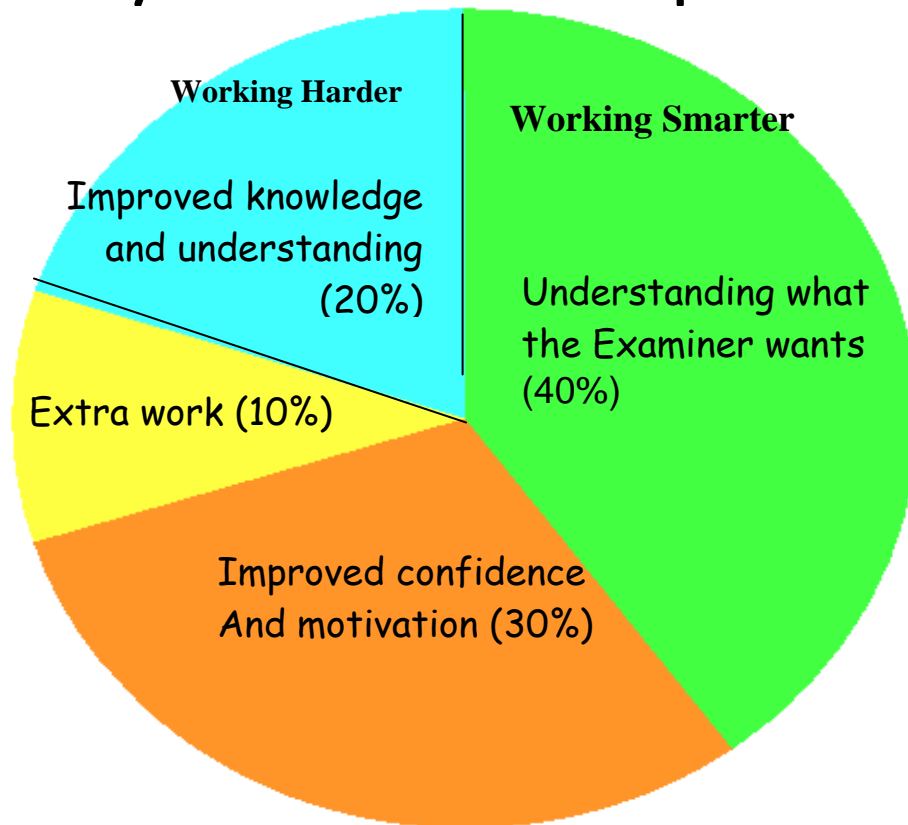 Working Harder
Working Smarter
Improved knowledge
and understanding
(20%)
Understanding what
the Examiner wants
(40%)
Extra work (10%)
Improved confidence
And motivation (30%)